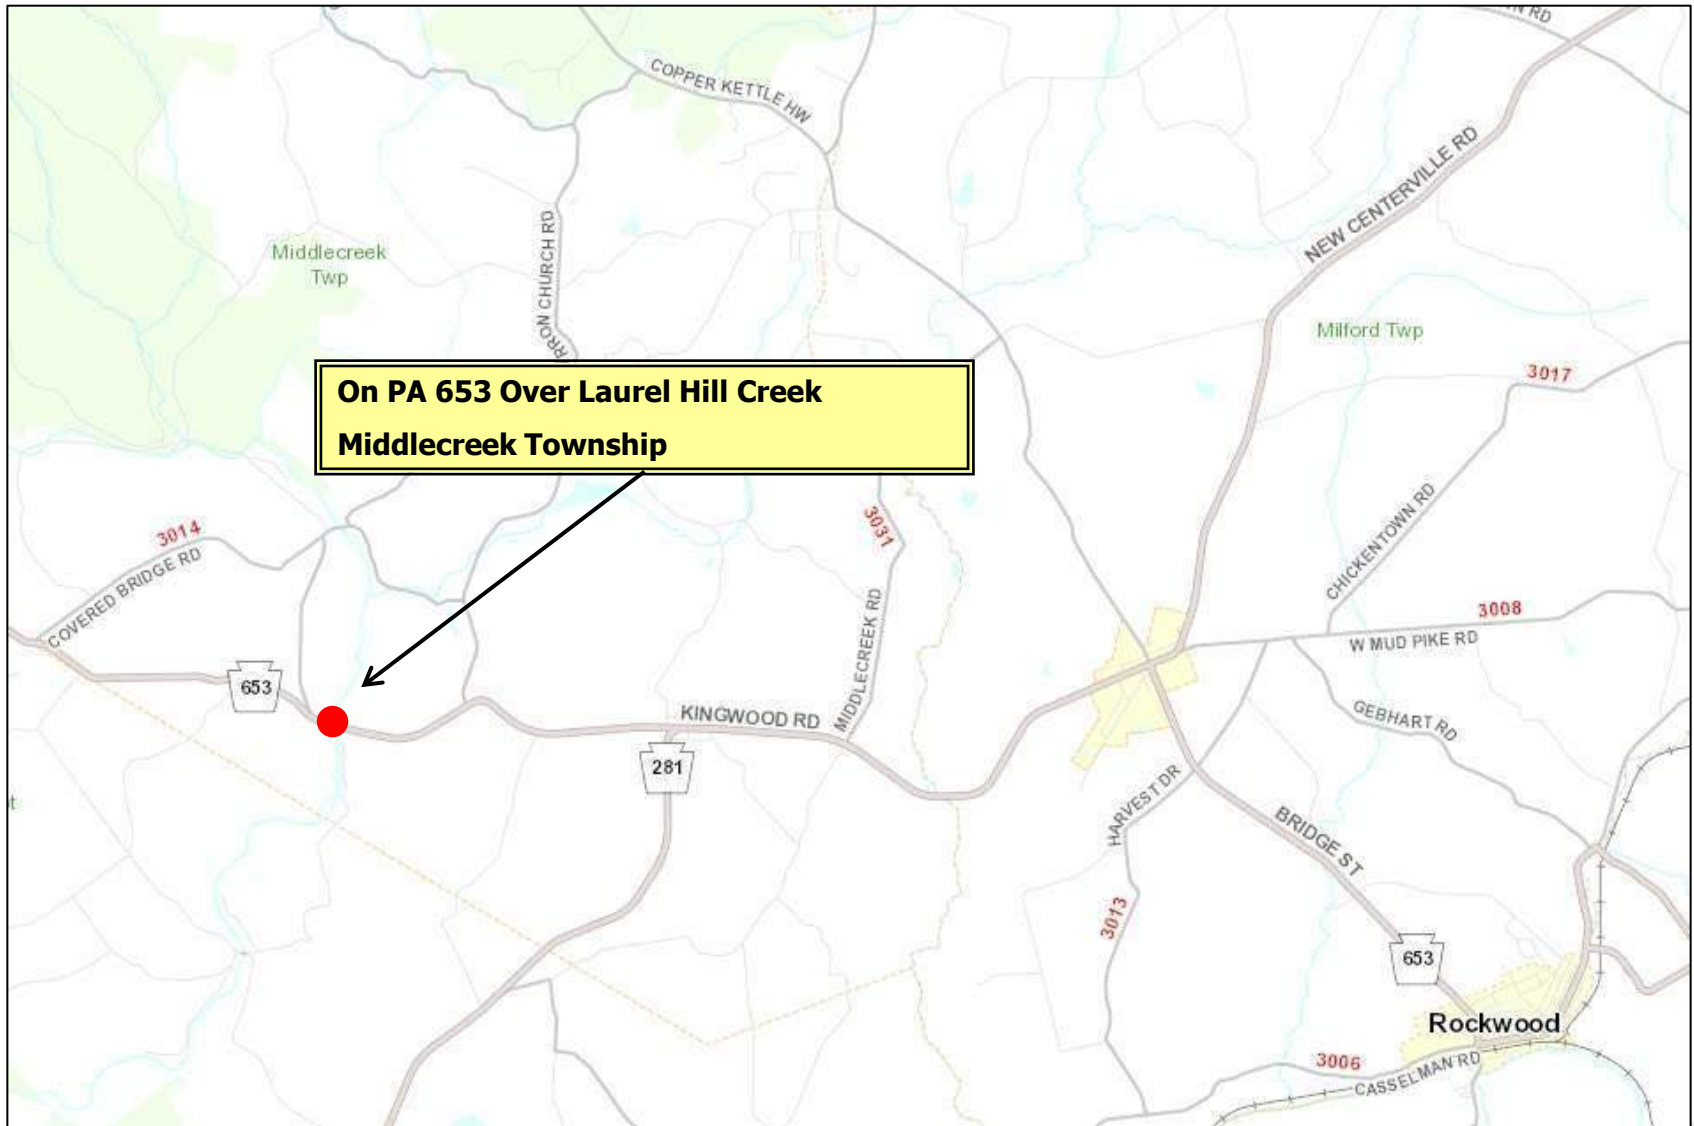 N RD
COPPER KETTLE HW
NEW CENTERVILLE RD
Middlecreek
Twp
RRON CHURCH RD
Milford Twp
3017
On PA 653 Over Laurel Hill Creek
Middlecreek Township
3014
COVERED BRIDGE RD
3031
CHICKENTOWN RD
3008
W MUD PIKE RD
MIDDLECREEK RD
653
KINGWOOD RD
GEBHART RD
281
HARVEST DR
BRIDGE ST
3013
653
Rockwood
3006
CASSELMAN RD